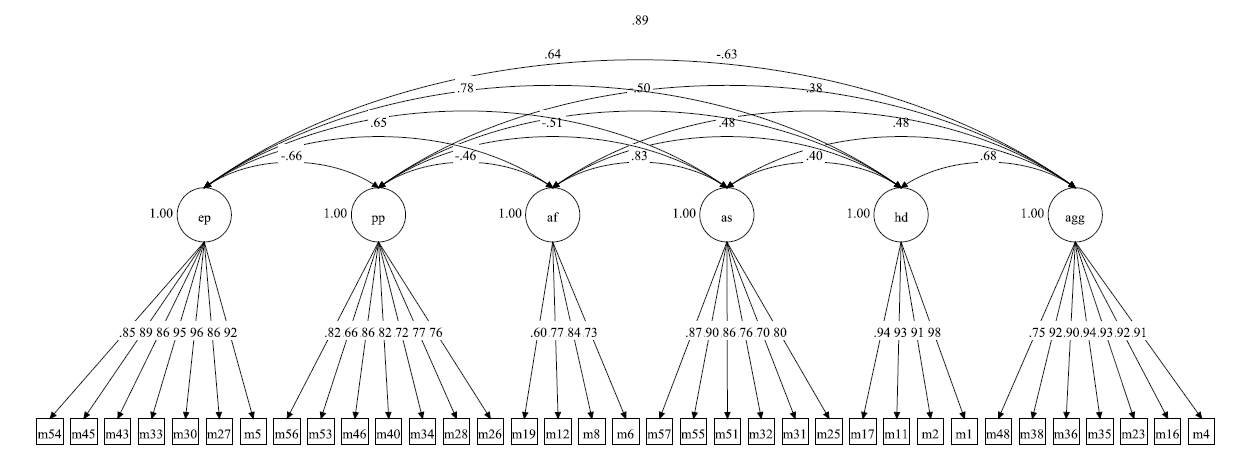 .89
.64 -.63
.78 .50 .38
.65 -.51 .48 .48
-.66 -.46 .83 .40 .68
1.00 ep 1.00 pp 1.00 af 1.00 as 1.00 hd 1.00 agg
.85 89 86 95 96 86 92 .82 66 86 82 72 77 76 .60 77 84 73 .87 90 86 76 70 80 .94 93 91 98 .75 92 .90 .94 .93 .92 .91
m54 m45 m43 m33 m30 m27 m5 m56 m53 m46 m40 m34 m28 m26 m19 m12 m8 m6 m57 m55 m51 m32 m31 m25 m17 m11 m2 m1 m48 m38 m36 m35 m23 m16 m4